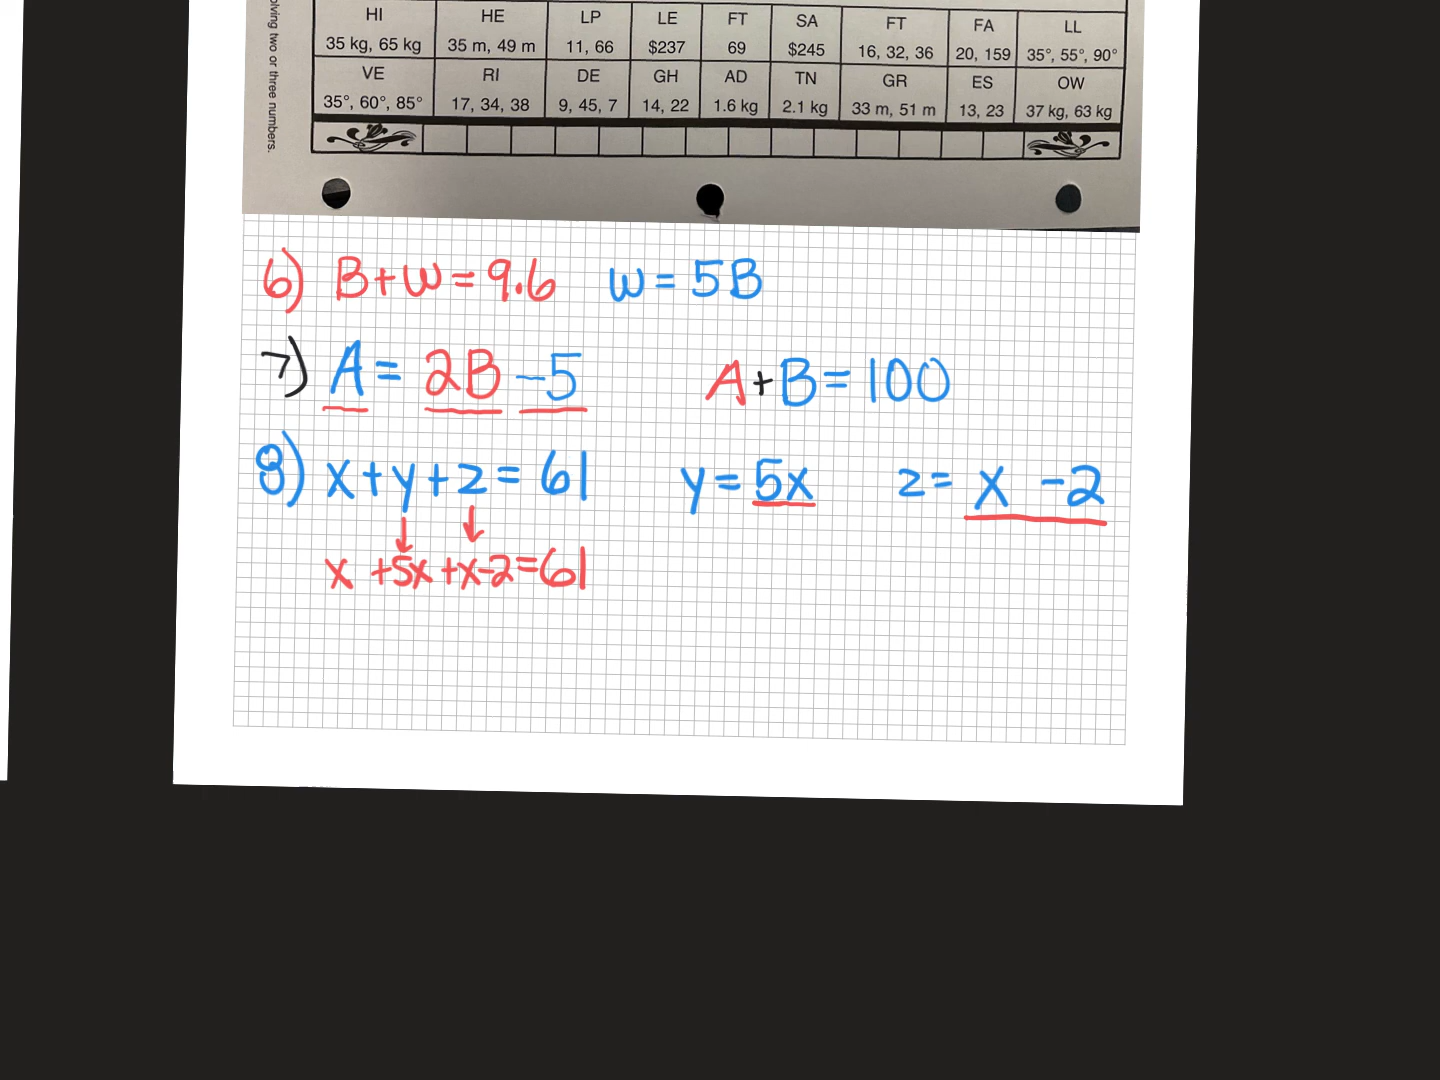 olving two or three numbers.
HI HE LP LE FT SA FT FA LL
35 kg, 65 kg 35 m, 49 m 11, 66 $237 69 $245 16, 32, 36 20, 159 35°, 55°, 90°
VE RI DE GH AD TN GR ES OW
35°, 60°, 85° 17, 34, 38 9, 45, 7 14, 22 1.6 kg 2.1 kg 33 m, 51 m 13, 23 37 kg, 63 kg
6) B+W=9.6 W=5B
7) A=2B-5 A+B=100
8) x+y+z=61 y=5x z=x-2
x+5x+x-2=61